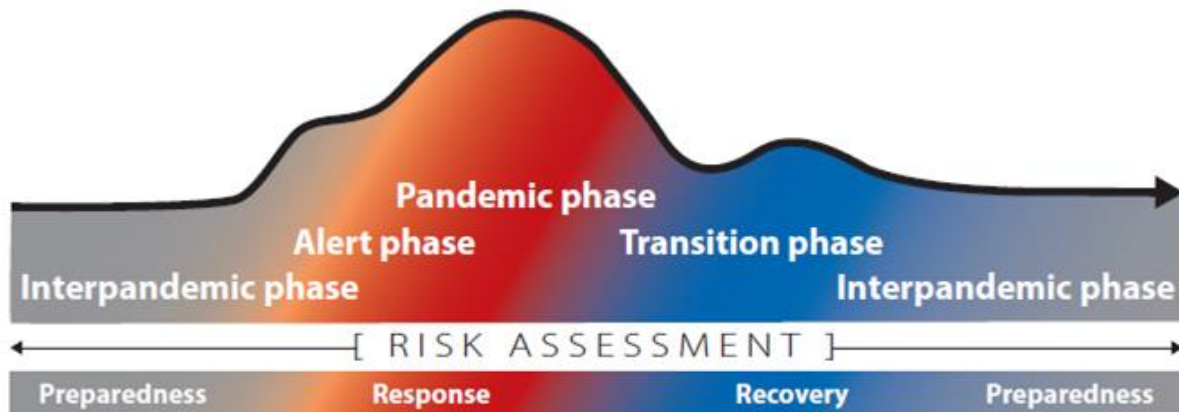 Pandemic phase
Alert phase
Transition phase
Interpandemic phase
Interpandemic phase
[ RISK ASSESSMENT ]
Preparedness
Response
Recovery
Preparedness